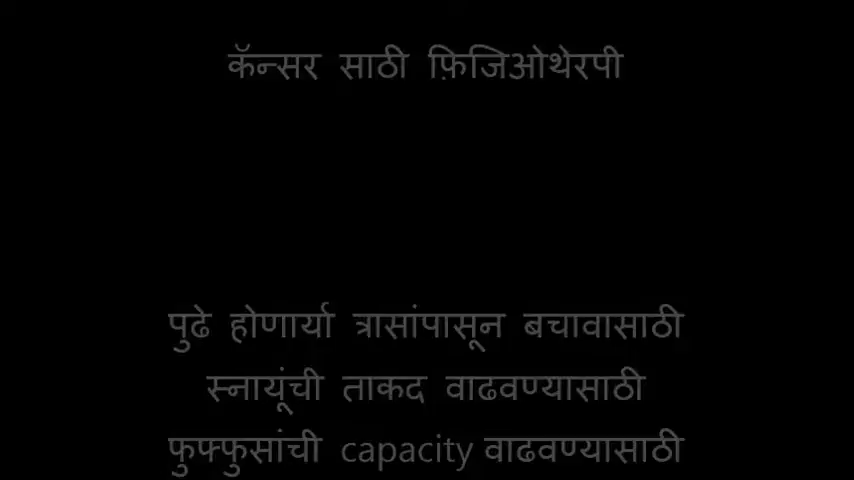 कॅन्सर साठी फ़िजिओथेरपी
पुढे होणार्या त्रासांपासून बचावासाठी
स्नायूंची ताकद वाढवण्यासाठी
फुफ्फुसांची capacity वाढवण्यासाठी